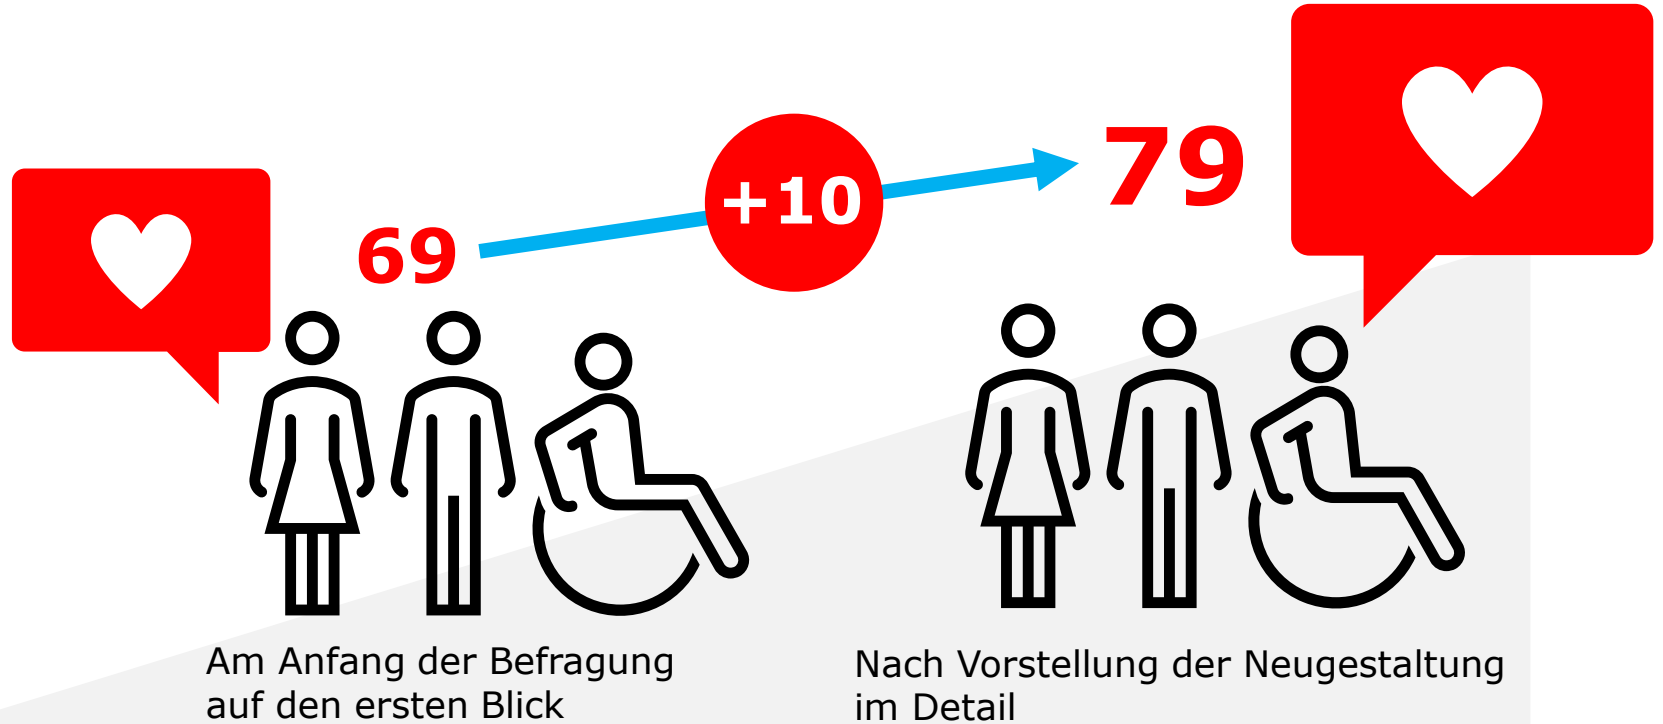 69
+10
79
Am Anfang der Befragung
auf den ersten Blick
Nach Vorstellung der Neugestaltung
im Detail